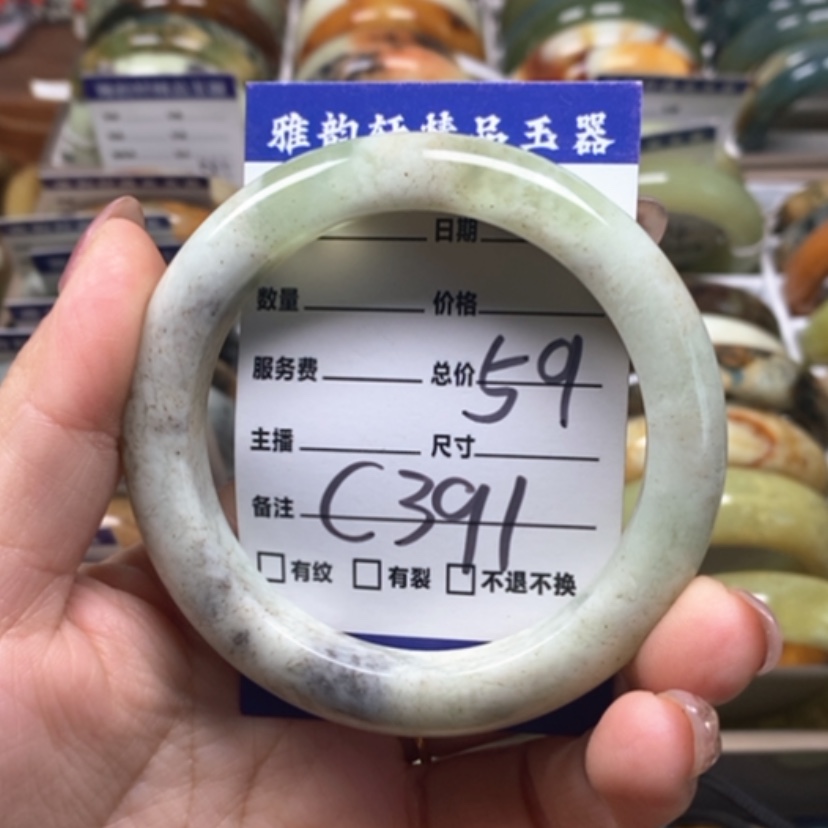 雅韵轩精品玉器
日期
数量 价格
服务费 总价 59
主播 尺寸
备注 C391
□有纹 □有裂 □不退不换